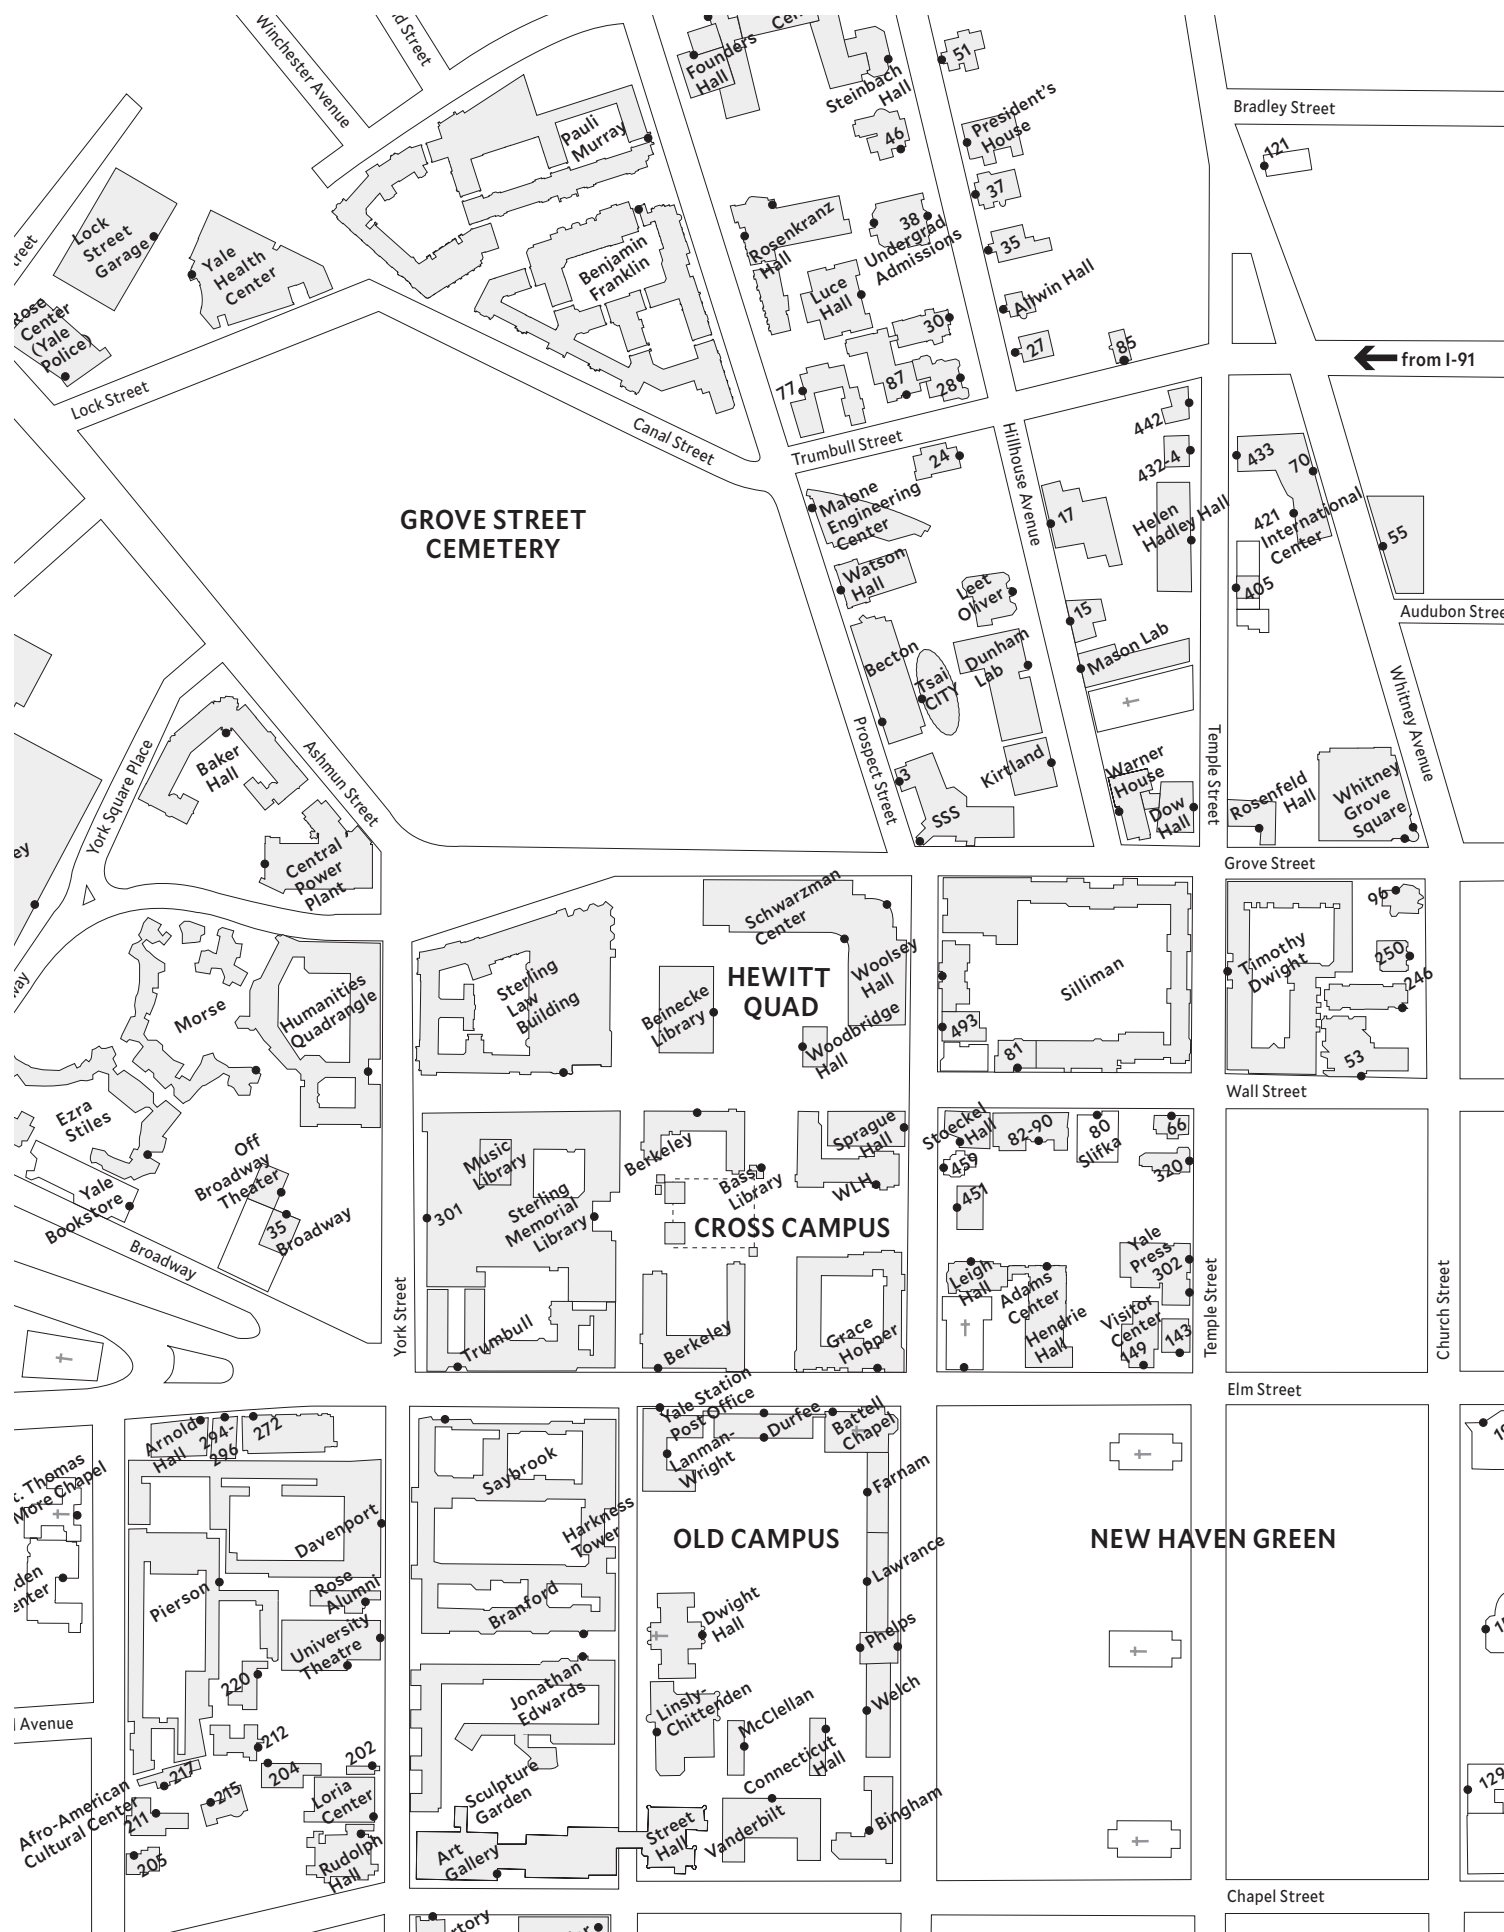 Winchester Avenue
Street
Founders
Hall
Steinbach
Hall
51
46
President's
House
37
35
Bradley Street
121
Pauli
Murray
Lock
Street
Garage
Yale
Health
Center
Benjamin
Franklin
Rosenkranz
Hall
38
Undergrad
Admissions
Luce
Hall
Allwin Hall
30
27
85
Rose
Center
(Yale
Police)
from I-91
77
87
28
Lock Street
Canal Street
Trumbull Street
Hillhouse Avenue
442
24
432-4
433
70
GROVE STREET
CEMETERY
Malone
Engineering
Center
17
Helen
Hadley Hall
421
International
Center
55
Watson
Hall
Leet
Oliver
405
15
Audubon
Becton
Tsai
CITY
Dunham
Lab
Mason Lab
Whitney Avenue
York Square Place
Baker
Hall
Ashmun Street
Prospect Street
3
Kirtland
Warner
House
Temple Street
Rosenfeld
Hall
Whitney
Grove
Square
SSS
Dow
Hall
Central
Power
Plant
Grove Street
Schwarzman
Center
Woolsey
Hall
96
250
246
Timothy
Dwight
Silliman
HEWITT
QUAD
Sterling
Law
Building
Beinecke
Library
Woodbridge
Hall
Morse
Humanities
Quadrangle
493
81
53
Wall Street
Ezra
Stiles
Off
Broadway
Theater
Music
Library
Berkeley
Sprague
Hall
Stoeckel
Hall
82-90
80
Slifka
66
459
320
Bass
Library
WLH
Yale
Bookstore
35
Broadway
301
Sterling
Memorial
Library
451
CROSS CAMPUS
Broadway
Yale
Press
302
York Street
Leigh
Hall
Adams
Center
Hendrie
Hall
Visitor
Center
149
143
Temple Street
Church Street
Trumbull
Berkeley
Grace
Hopper
Elm Street
Arnold
Hall
294-
296
272
Yale Station
Post Office
Durfee
Battell
Chapel
Lanman-
Wright
Saybrook
Farnam
Thomas
More Chapel
Davenport
Harkness
Tower
OLD CAMPUS
NEW HAVEN GREEN
Lawrance
Rose
Alumni
Pierson
Branford
Dwight
Hall
Phelps
University
Theatre
220
Jonathan
Edwards
Linsly-
Chittenden
McClellan
Welch
Avenue
212
204
202
Connecticut
Hall
217
215
Loria
Center
Sculpture
Garden
129
Afro-American
Cultural Center
211
Street
Hall
Vanderbilt
Bingham
205
Rudolph
Hall
Art
Gallery
Chapel Street